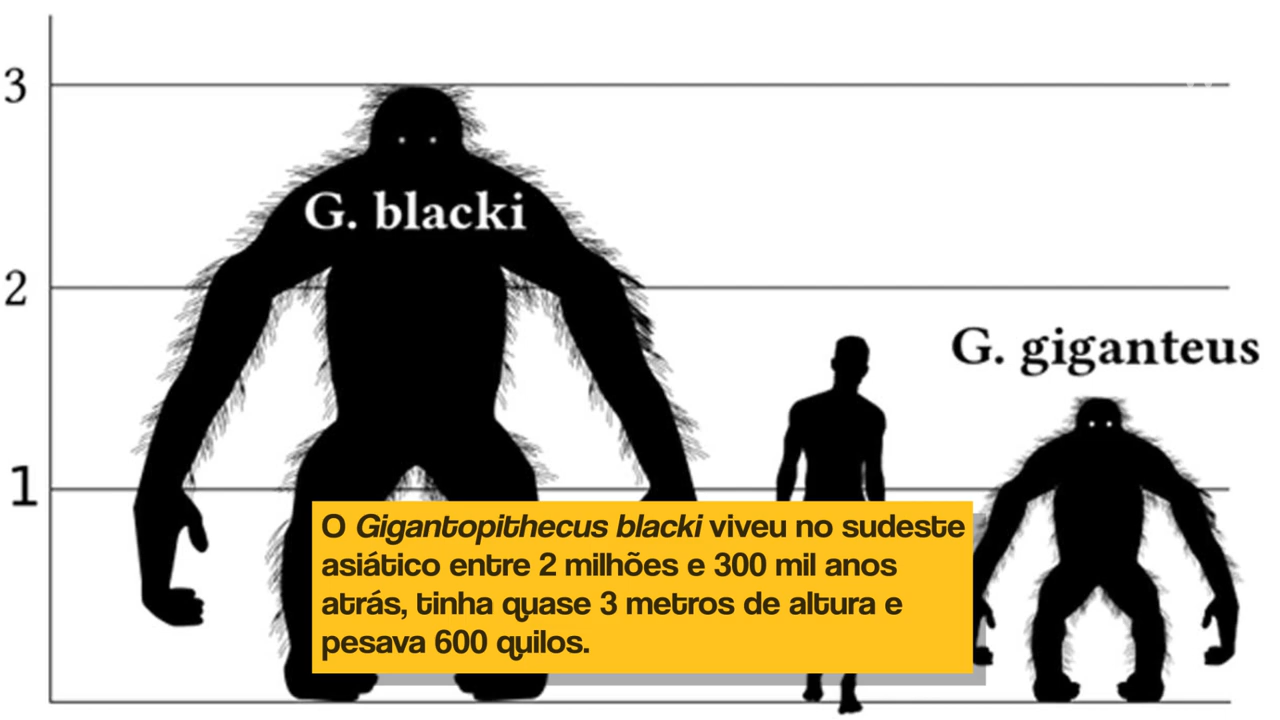 3
G. blacki
2
G. giganteus
1
O Gigantopithecus blacki viveu no sudeste
asiático entre 2 milhões e 300 mil anos
atrás, tinha quase 3 metros de altura e
pesava 600 quilos.